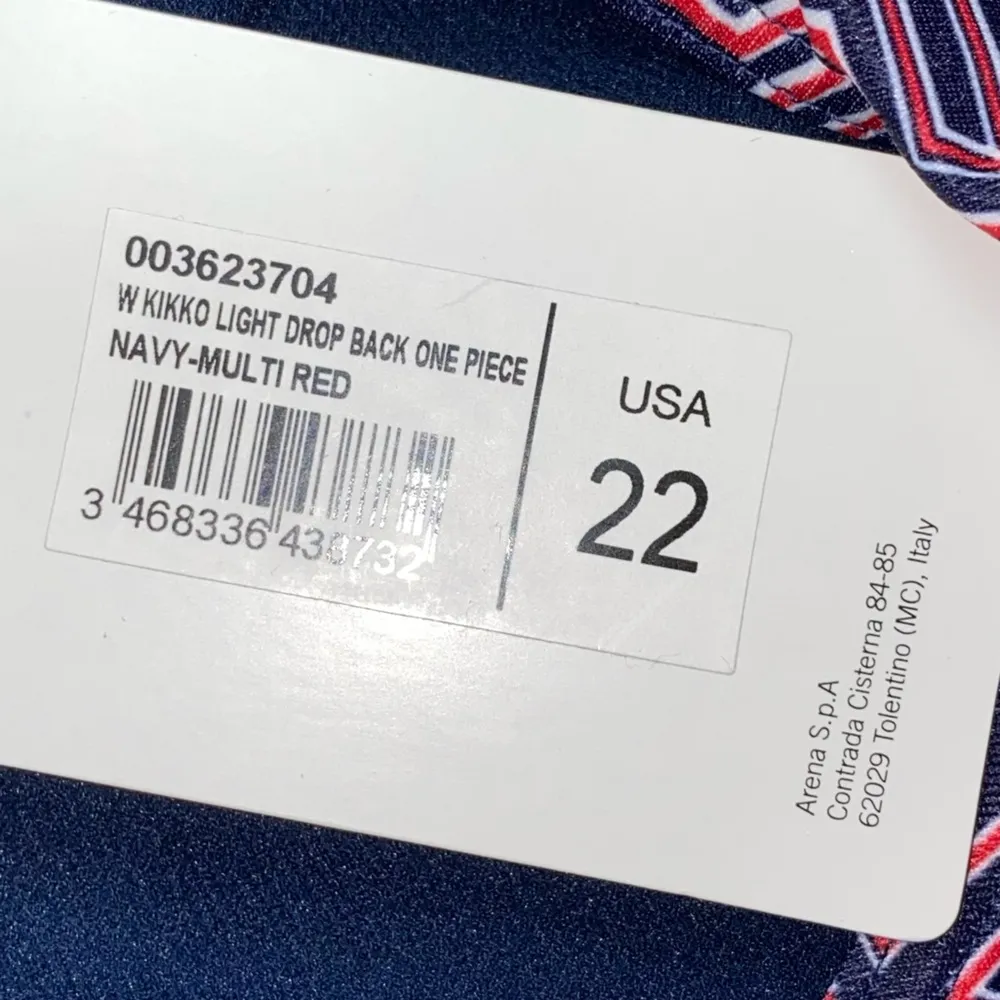 003623704
W KIKKO LIGHT DROP BACK ONE PIECE
NAVY-MULTI RED
3 468336 438732
USA
22
Arena S.p.A
Contrada Cisterna 84-85
62029 Tolentino (MC), Italy